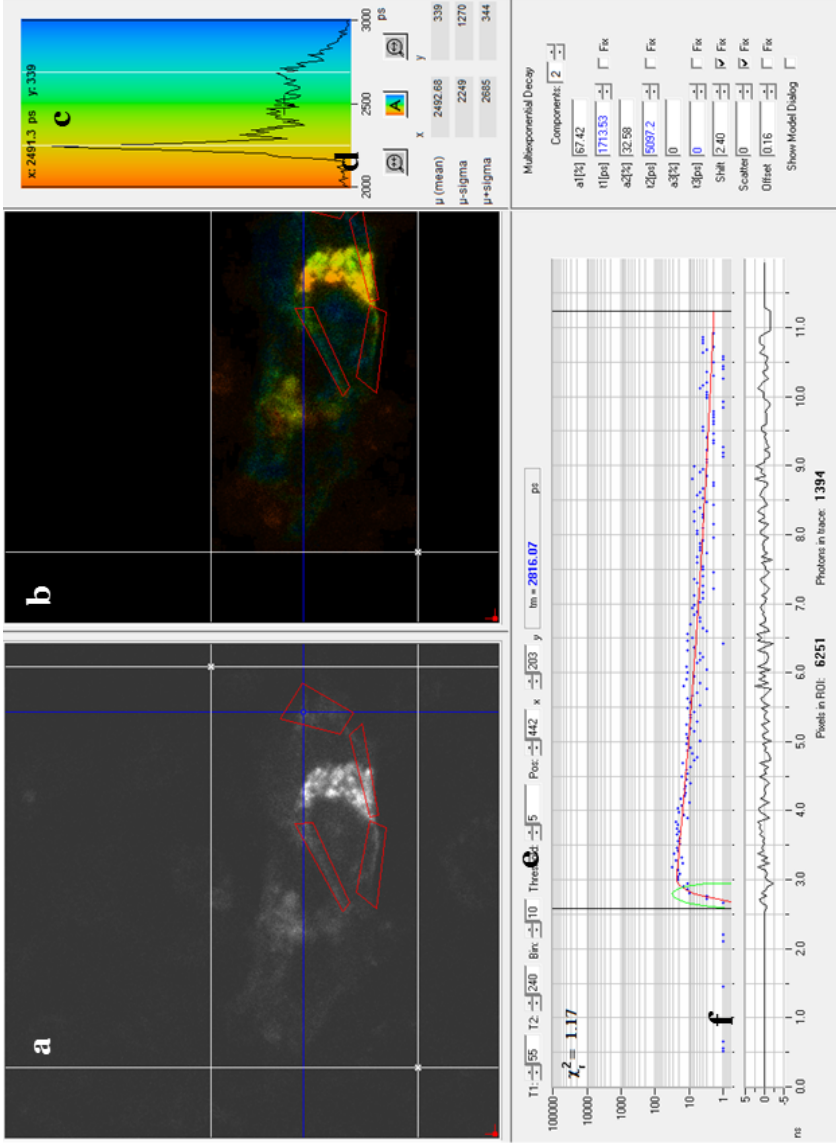 a
b
c
x: 2491.3 ps y: 339
2000
2500
3000
ps
d
A
x y
µ (mean) 2492.68 339
µ-sigma 2249 1270
µ+sigma 2685 344
T1: 55 T2: 240 Bin: 10 Threshold: 5 Pos: 442 x 203 y tm = 2816.07 ps
e
χr² = 1.17
100000
10000
1000
100
10
1
f
5
0
-5
ns 0.0 1.0 2.0 3.0 4.0 5.0 6.0 7.0 8.0 9.0 10.0 11.0
Pixels in ROI: 6251 Photons in trace: 1394
Multiexponential Decay
Components: 2
a1[%] 67.42
t1[ps] 1713.53 Fix
a2[%] 32.58
t2[ps] 5097.2 Fix
a3[%] 0
t3[ps] 0 Fix
Shift 2.40 Fix
Scatter 0 Fix
Offset 0.16 Fix
Show Model Dialog